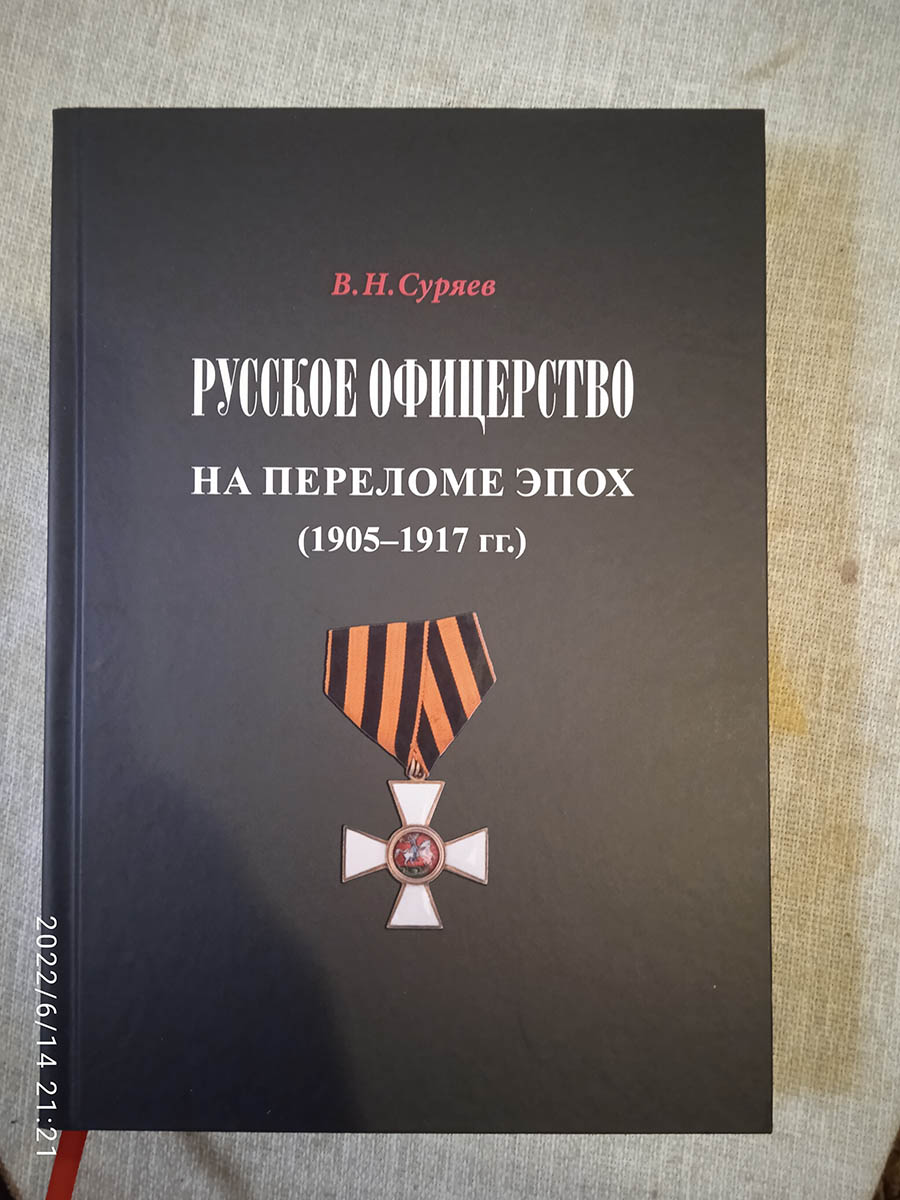 В. Н. Суряев
РУССКОЕ ОФИЦЕРСТВО
НА ПЕРЕЛОМЕ ЭПОХ
(1905–1917 гг.)
2022/6/14 21:21